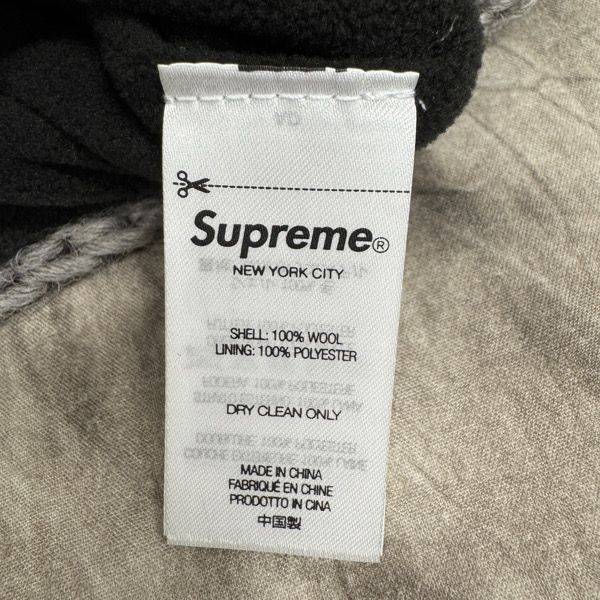 Supreme®
NEW YORK CITY
SHELL: 100% WOOL
LINING: 100% POLYESTER
DRY CLEAN ONLY
MADE IN CHINA
FABRIQUÉ EN CHINE
PRODOTTO IN CINA
中国製